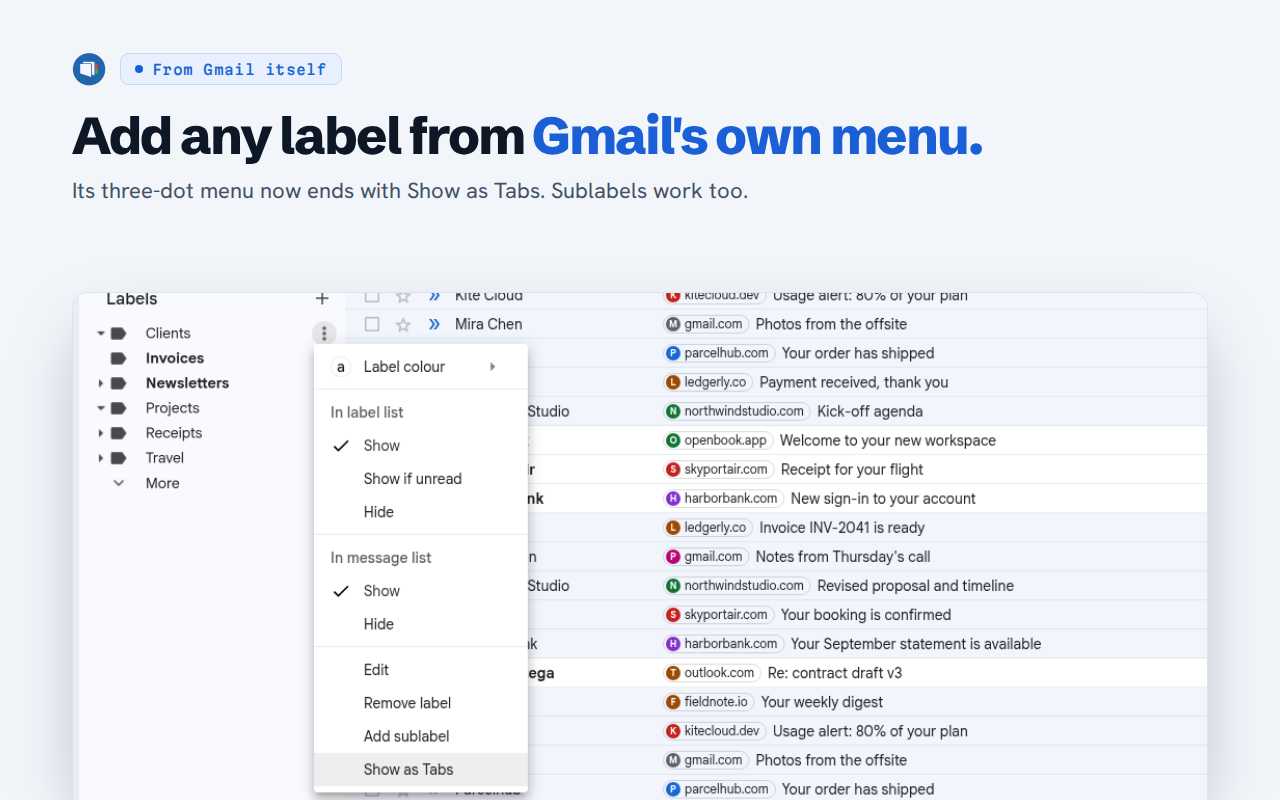 From Gmail itself
Add any label from Gmail's own menu.
Its three-dot menu now ends with Show as Tabs. Sublabels work too.
Labels
Clients
Invoices
Newsletters
Projects
Receipts
Travel
More
a Label colour
In label list
Show
Show if unread
Hide
In message list
Show
Hide
Edit
Remove label
Add sublabel
Show as Tabs
Kite Cloud K kitecloud.dev Usage alert: 80% of your plan
Mira Chen M gmail.com Photos from the offsite
P parcelhub.com Your order has shipped
L ledgerly.co Payment received, thank you
Studio N northwindstudio.com Kick-off agenda
O openbook.app Welcome to your new workspace
S skyportair.com Receipt for your flight
H harborbank.com New sign-in to your account
L ledgerly.co Invoice INV-2041 is ready
P gmail.com Notes from Thursday's call
Studio N northwindstudio.com Revised proposal and timeline
S skyportair.com Your booking is confirmed
H harborbank.com Your September statement is available
T outlook.com Re: contract draft v3
F fieldnote.io Your weekly digest
K kitecloud.dev Usage alert: 80% of your plan
M gmail.com Photos from the offsite
P parcelhub.com Your order has shipped